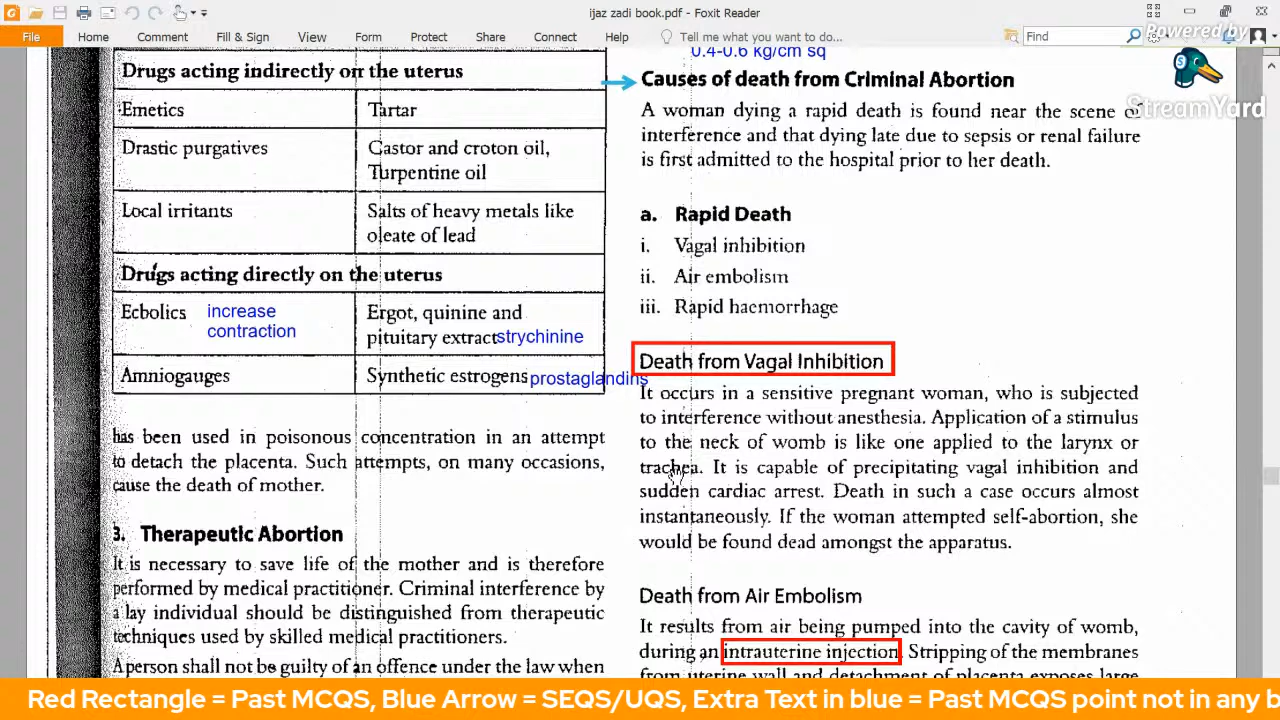 ijaz zadi book.pdf - Foxit Reader
File Home Comment Fill & Sign View Form Protect Share Connect Help Tell me what you want to do... Find
Powered by
StreamYard
Drugs acting indirectly on the uterus
Emetics Tartar
Drastic purgatives Castor and croton oil,
Turpentine oil
Local irritants Salts of heavy metals like
oleate of lead
Drugs acting directly on the uterus
Ecbolics increase Ergot, quinine and
contraction pituitary extract strychinine
Amniogauges Synthetic estrogens prostaglandins
has been used in poisonous concentration in an attempt
to detach the placenta. Such attempts, on many occasions,
cause the death of mother.
3. Therapeutic Abortion
It is necessary to save life of the mother and is therefore
performed by medical practitioner. Criminal interference by
a lay individual should be distinguished from therapeutic
techniques used by skilled medical practitioners.
A person shall not be guilty of an offence under the law when
0.4-0.6 kg/cm sq
Causes of death from Criminal Abortion
A woman dying a rapid death is found near the scene of
interference and that dying late due to sepsis or renal failure
is first admitted to the hospital prior to her death.
a. Rapid Death
i. Vagal inhibition
ii. Air embolism
iii. Rapid haemorrhage
Death from Vagal Inhibition
It occurs in a sensitive pregnant woman, who is subjected
to interference without anesthesia. Application of a stimulus
to the neck of womb is like one applied to the larynx or
trachea. It is capable of precipitating vagal inhibition and
sudden cardiac arrest. Death in such a case occurs almost
instantaneously. If the woman attempted self-abortion, she
would be found dead amongst the apparatus.
Death from Air Embolism
It results from air being pumped into the cavity of womb,
during an intrauterine injection. Stripping of the membranes
from uterine wall and detachment of placenta exposes large
Red Rectangle = Past MCQS, Blue Arrow = SEQS/UQS, Extra Text in blue = Past MCQS point not in any b